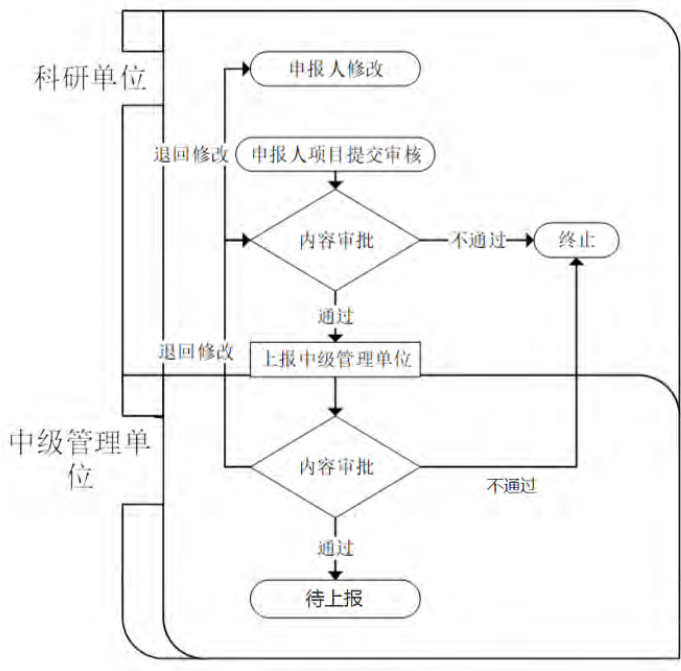 科研单位
申报人修改
退回修改
申报人项目提交审核
内容审批
不通过
终止
通过
退回修改
上报中级管理单位
中级管理单
位
内容审批
不通过
通过
待上报